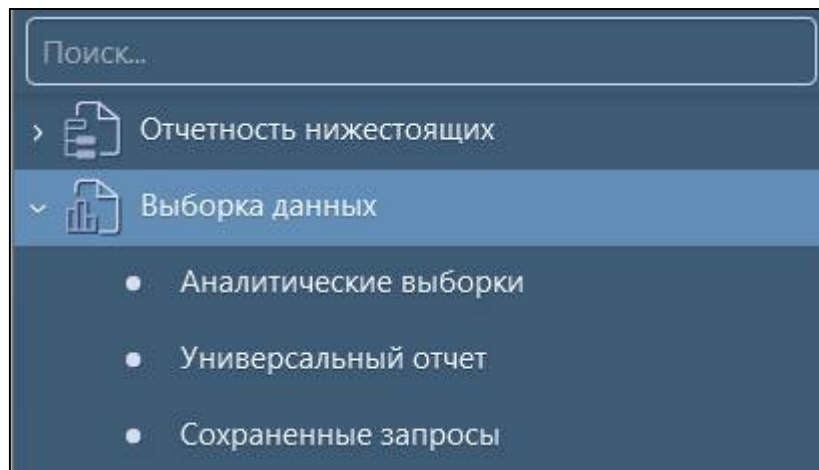 Поиск...
Отчетность нижестоящих
Выборка данных
Аналитические выборки
Универсальный отчет
Сохраненные запросы